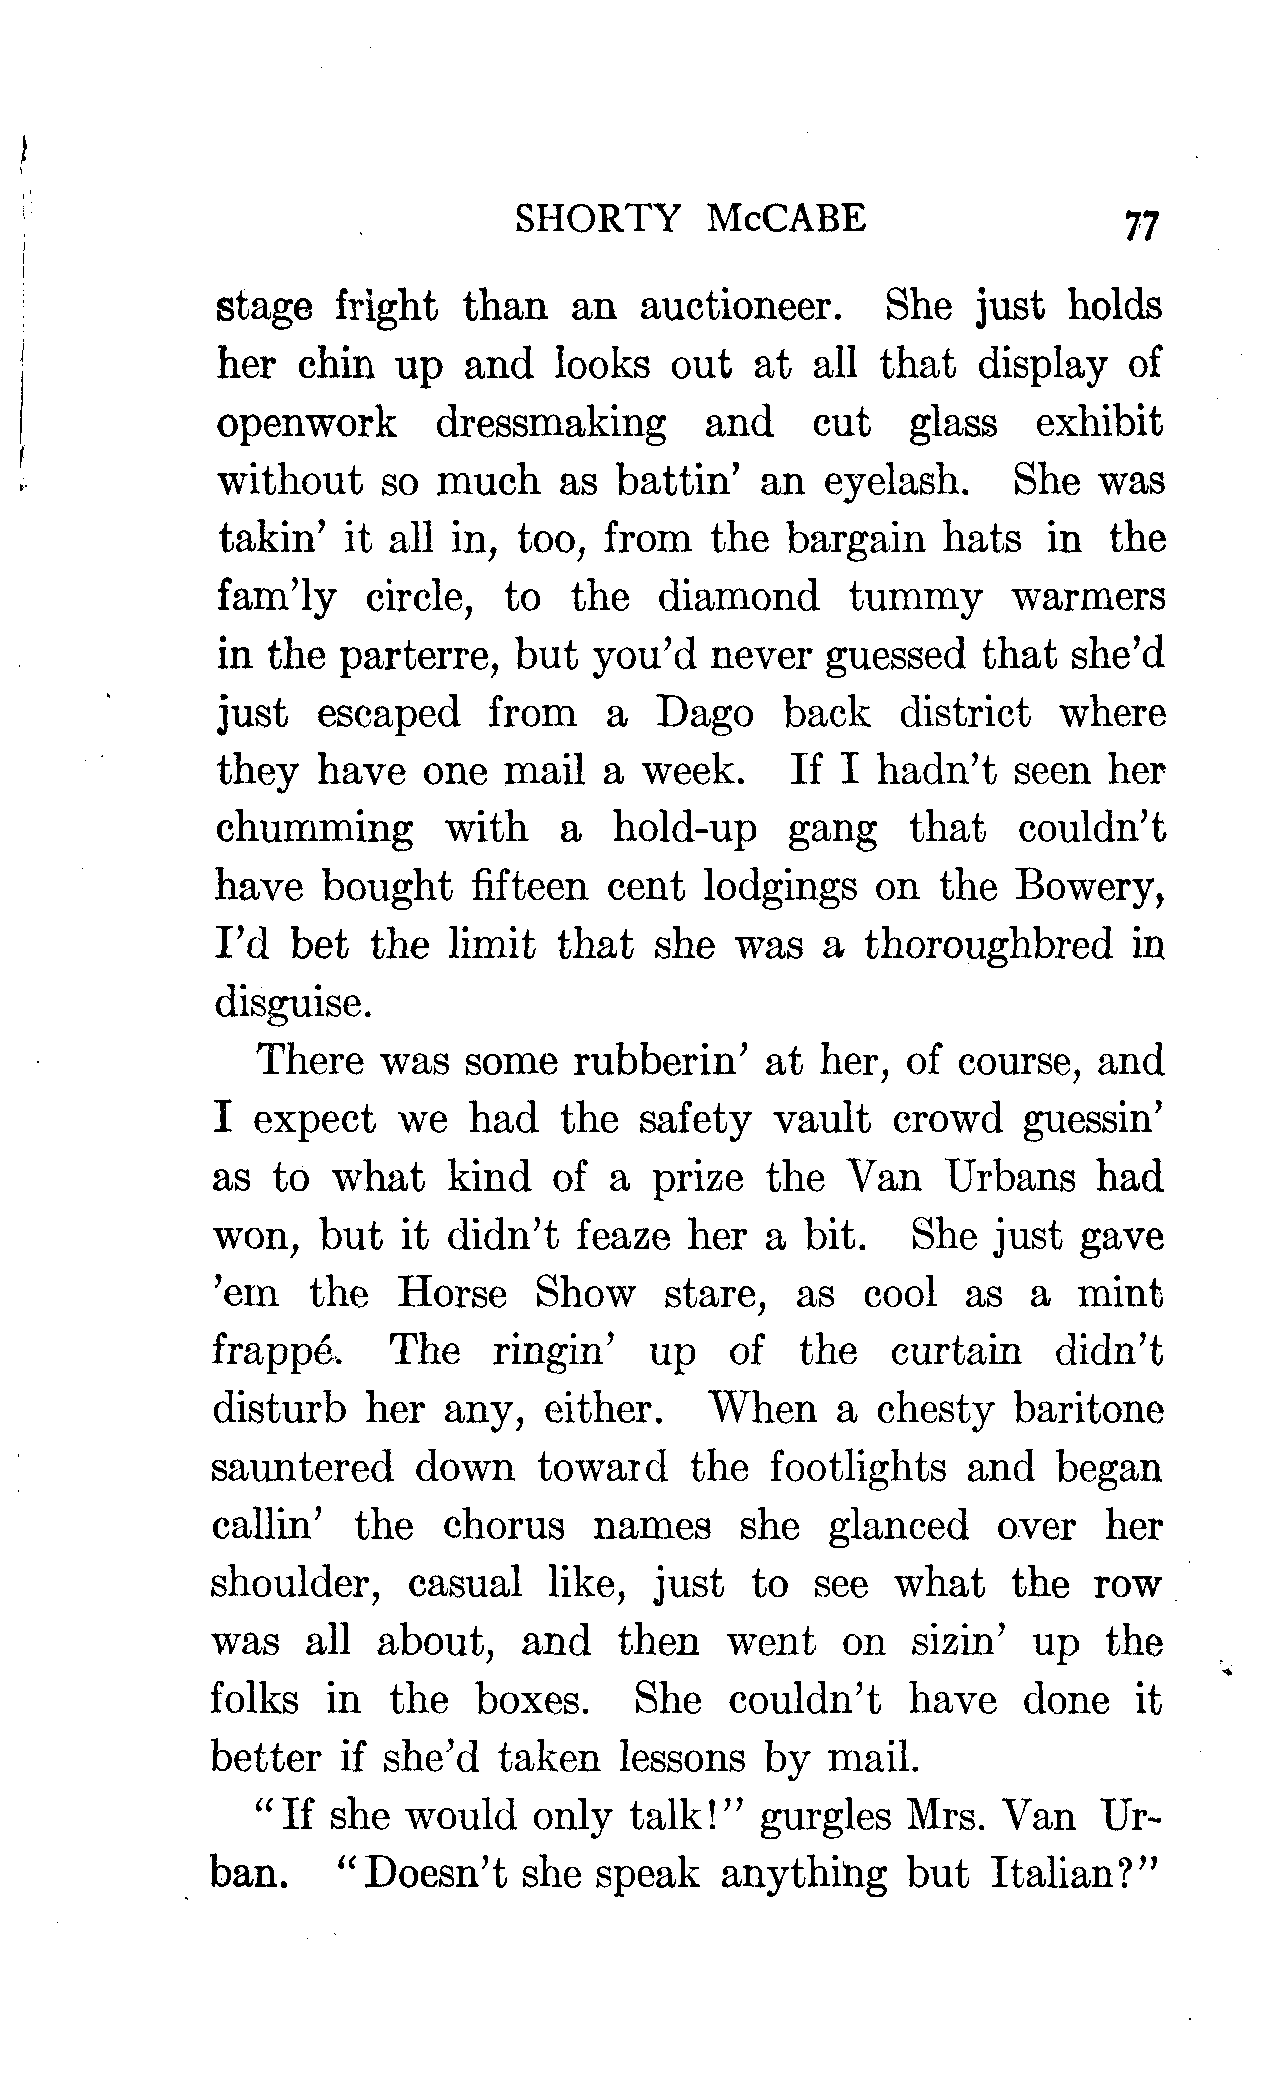 SHORTY McCABE 77
stage fright than an auctioneer. She just holds
her chin up and looks out at all that display of
openwork dressmaking and cut glass exhibit
without so much as battin' an eyelash. She was
takin' it all in, too, from the bargain hats in the
fam'ly circle, to the diamond tummy warmers
in the parterre, but you'd never guessed that she'd
just escaped from a Dago back district where
they have one mail a week. If I hadn't seen her
chumming with a hold-up gang that couldn't
have bought fifteen cent lodgings on the Bowery,
I'd bet the limit that she was a thoroughbred in
disguise.
There was some rubberin' at her, of course, and
I expect we had the safety vault crowd guessin'
as to what kind of a prize the Van Urbans had
won, but it didn't feaze her a bit. She just gave
'em the Horse Show stare, as cool as a mint
frappé. The ringin' up of the curtain didn't
disturb her any, either. When a chesty baritone
sauntered down toward the footlights and began
callin' the chorus names she glanced over her
shoulder, casual like, just to see what the row
was all about, and then went on sizin' up the
folks in the boxes. She couldn't have done it
better if she'd taken lessons by mail.
"If she would only talk!" gurgles Mrs. Van Ur-
ban. "Doesn't she speak anything but Italian?"